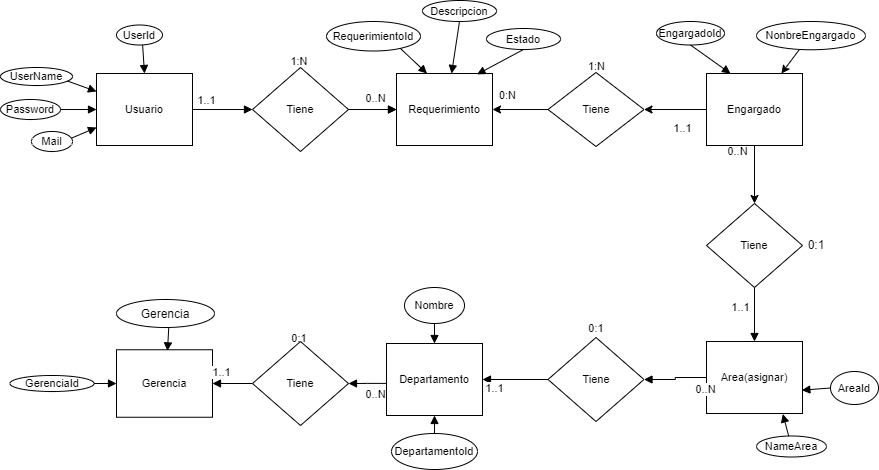 Descripcion
UserId
RequerimientoId
Estado
EngargadoId
NonbreEngargado
1:N
1:N
UserName
0..N
0:N
1..1
Password
Usuario
Tiene
Requerimiento
Tiene
Engargado
1..1
Mail
0..N
Tiene
0:1
1..1
Nombre
Gerencia
0:1
0:1
GerenciaId
Gerencia
1..1
Tiene
0..N
Departamento
1..1
Tiene
Area(asignar)
0..N
AreaId
DepartamentoId
NameArea